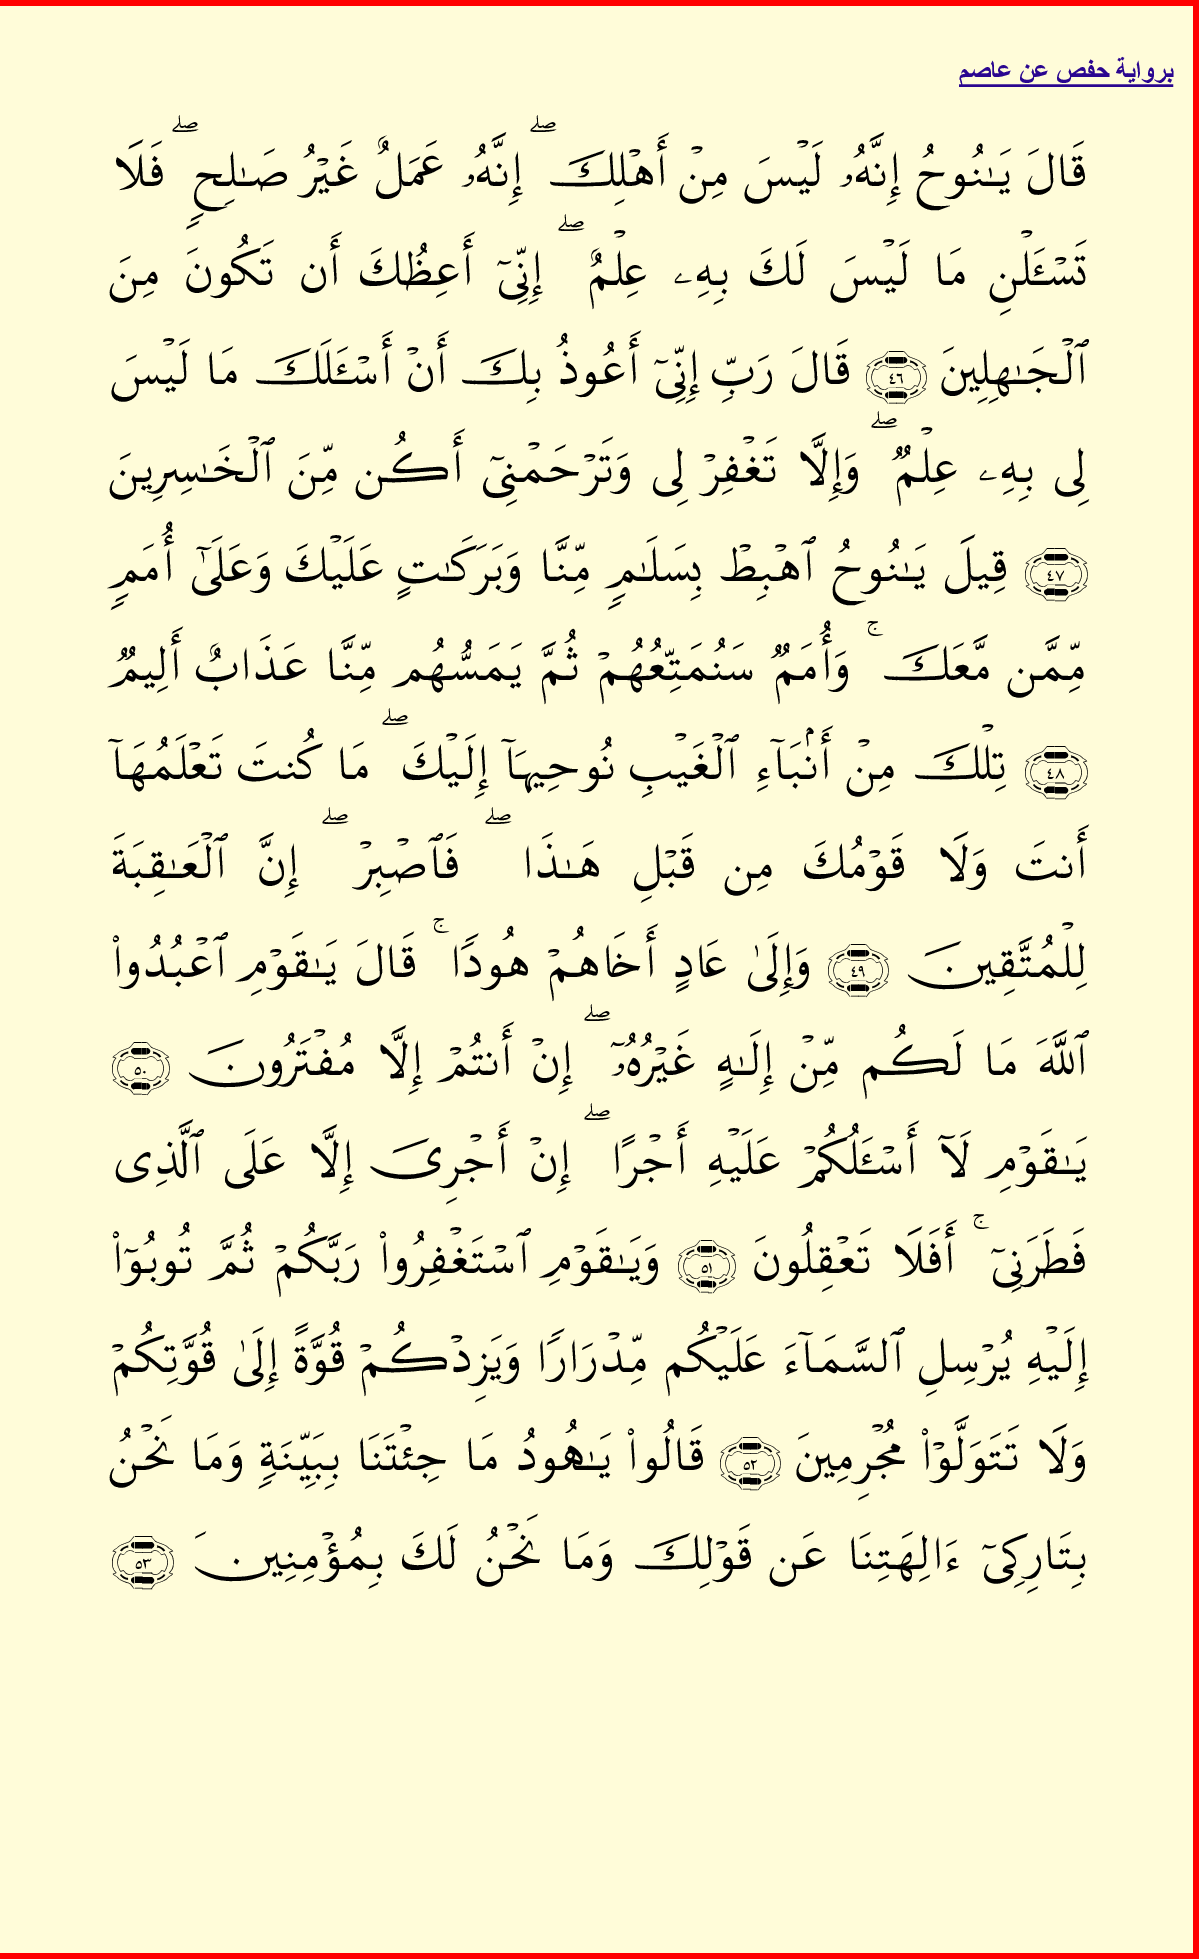 برواية حفص عن عاصم
قَالَ يَـٰنُوحُ إِنَّهُۥ لَيۡسَ مِنۡ أَهۡلِكَۖ إِنَّهُۥ عَمَلٌ غَيۡرُ صَـٰلِحٍۖ فَلَا
تَسۡـَٔلۡنِ مَا لَيۡسَ لَكَ بِهِۦ عِلۡمٌۖ إِنِّىٓ أَعِظُكَ أَن تَكُونَ مِنَ
ٱلۡجَـٰهِلِينَ ٤٦ قَالَ رَبِّ إِنِّىٓ أَعُوذُ بِكَ أَنۡ أَسۡـَٔلَكَ مَا لَيۡسَ
لِى بِهِۦ عِلۡمٌۖ وَإِلَّا تَغۡفِرۡ لِى وَتَرۡحَمۡنِىٓ أَكُن مِّنَ ٱلۡخَـٰسِرِينَ
٤٧ قِيلَ يَـٰنُوحُ ٱهۡبِطۡ بِسَلَـٰمٍ مِّنَّا وَبَرَكَـٰتٍ عَلَيۡكَ وَعَلَىٰٓ أُمَمٍ
مِّمَّن مَّعَكَۚ وَأُمَمٌ سَنُمَتِّعُهُمۡ ثُمَّ يَمَسُّهُم مِّنَّا عَذَابٌ أَلِيمٌ
٤٨ تِلۡكَ مِنۡ أَنۢبَآءِ ٱلۡغَيۡبِ نُوحِيهَآ إِلَيۡكَۖ مَا كُنتَ تَعۡلَمُهَآ
أَنتَ وَلَا قَوۡمُكَ مِن قَبۡلِ هَـٰذَاۖ فَٱصۡبِرۡۖ إِنَّ ٱلۡعَـٰقِبَةَ
لِلۡمُتَّقِينَ ٤٩ وَإِلَىٰ عَادٍ أَخَاهُمۡ هُودًاۚ قَالَ يَـٰقَوۡمِ ٱعۡبُدُوا۟
ٱللَّهَ مَا لَكُم مِّنۡ إِلَـٰهٍ غَيۡرُهُۥٓۖ إِنۡ أَنتُمۡ إِلَّا مُفۡتَرُونَ ٥٠
يَـٰقَوۡمِ لَآ أَسۡـَٔلُكُمۡ عَلَيۡهِ أَجۡرًاۖ إِنۡ أَجۡرِىَ إِلَّا عَلَى ٱلَّذِى
فَطَرَنِىٓۚ أَفَلَا تَعۡقِلُونَ ٥١ وَيَـٰقَوۡمِ ٱسۡتَغۡفِرُوا۟ رَبَّكُمۡ ثُمَّ تُوبُوٓا۟
إِلَيۡهِ يُرۡسِلِ ٱلسَّمَآءَ عَلَيۡكُم مِّدۡرَارًا وَيَزِدۡكُمۡ قُوَّةً إِلَىٰ قُوَّتِكُمۡ
وَلَا تَتَوَلَّوۡا۟ مُجۡرِمِينَ ٥٢ قَالُوا۟ يَـٰهُودُ مَا جِئۡتَنَا بِبَيِّنَةٍ وَمَا نَحۡنُ
بِتَارِكِىٓ ءَالِهَتِنَا عَن قَوۡلِكَ وَمَا نَحۡنُ لَكَ بِمُؤۡمِنِينَ ٥٣